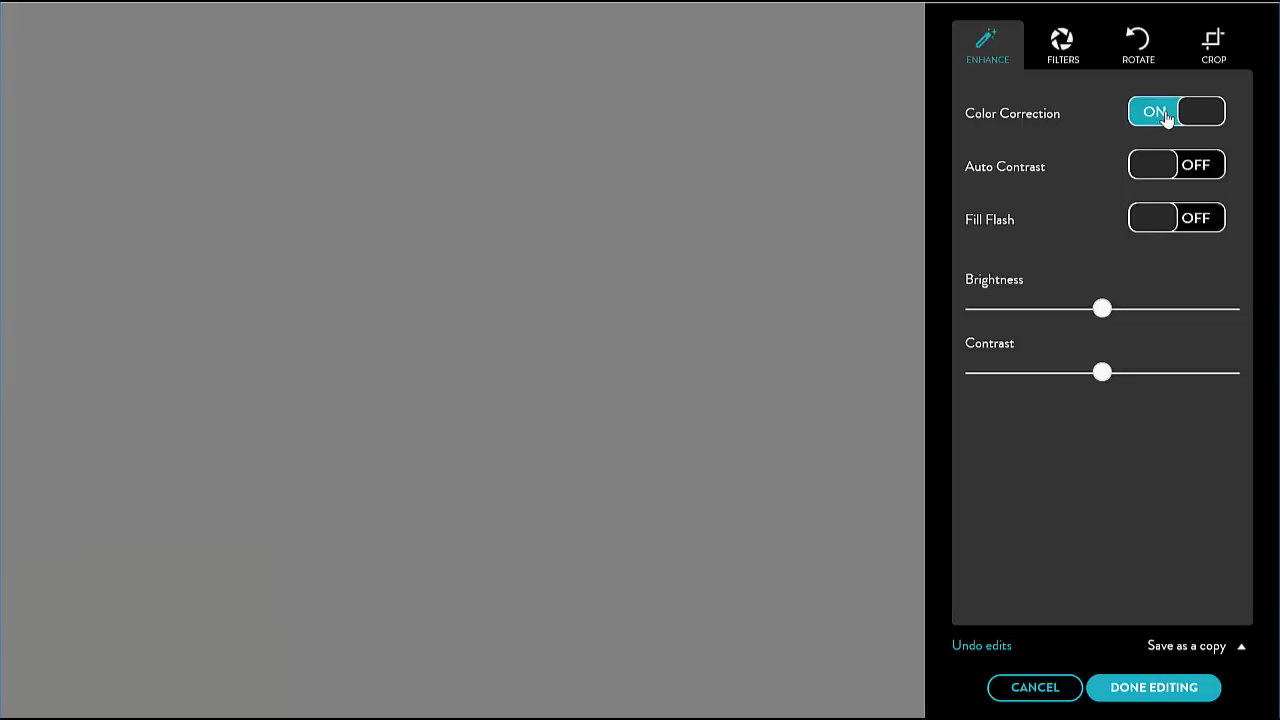 ENHANCE
FILTERS
ROTATE
CROP
Color Correction
ON
Auto Contrast
OFF
Fill Flash
OFF
Brightness
Contrast
Undo edits
Save as a copy
CANCEL
DONE EDITING